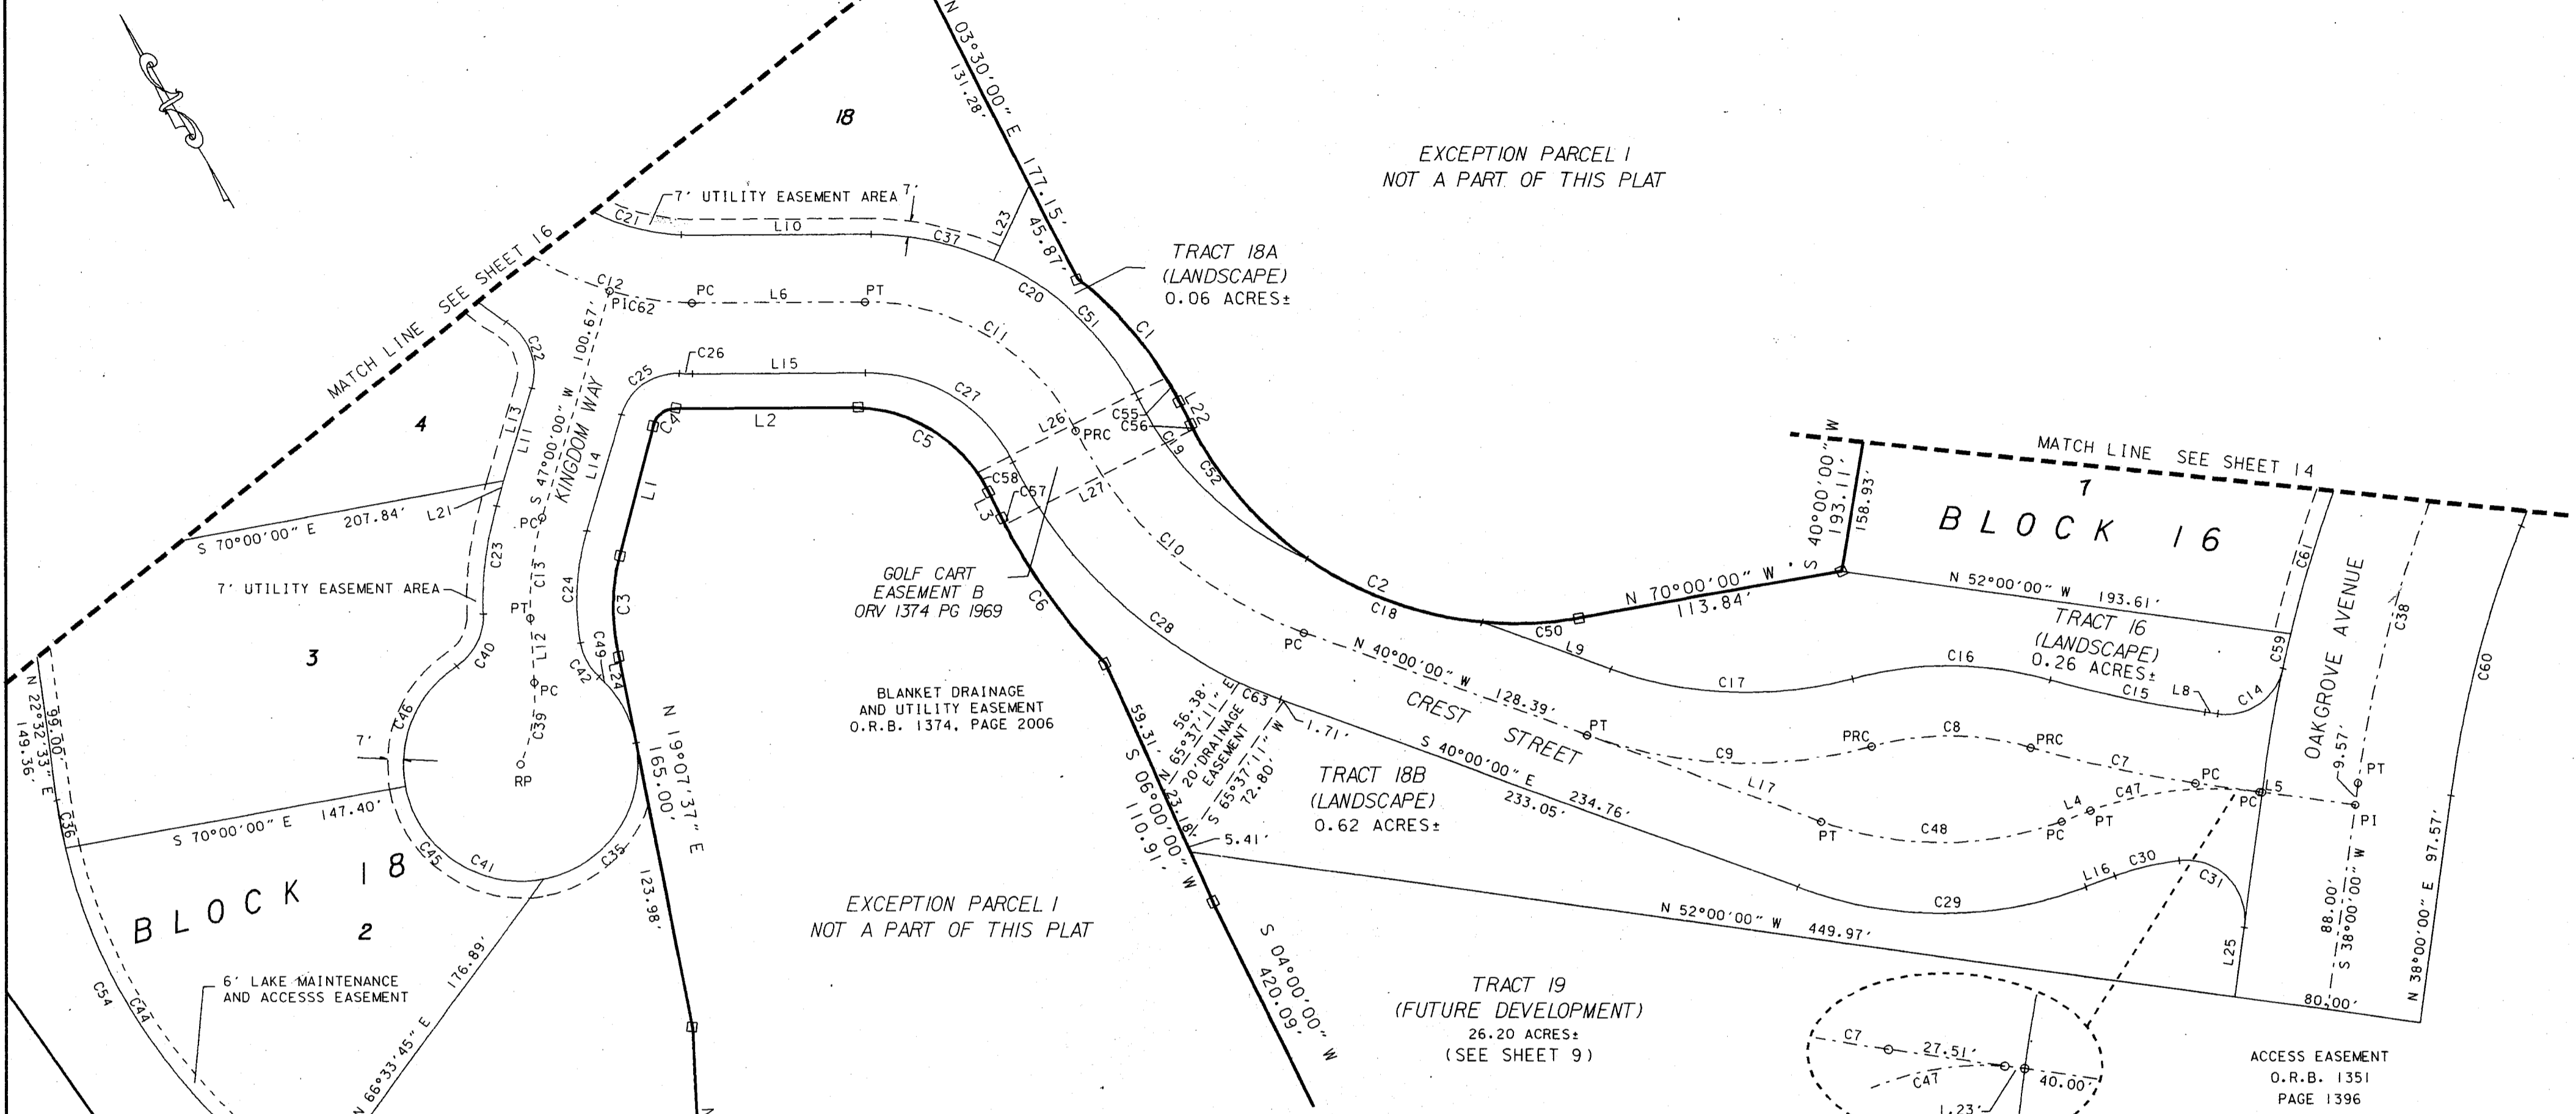 N 03°30'00" E
131.28'
177.15'
45.87'
18
EXCEPTION PARCEL 1
NOT A PART OF THIS PLAT
7' UTILITY EASEMENT AREA
7'
C21
L10
C37
L23
TRACT 18A
(LANDSCAPE)
0.06 ACRES±
MATCH LINE SEE SHEET 16
C12
PIC62
PC
L6
PT
C11
C20
C51
C1
C22
100.67'
S 47°00'00" W
KINGDOM WAY
C25
C26
L15
C27
L26
PRC
C55
C56
L22
C19
C52
4
L13
L11
L14
C4
L2
C5
C58
C57
L3
L27
L1
MATCH LINE SEE SHEET 14
S 40°00'00" W
193.11'
158.93'
7
BLOCK 16
S 70°00'00" E 207.84'
L21
PC
C23
C13
C24
C3
7' UTILITY EASEMENT AREA
PT
GOLF CART
EASEMENT B
ORV 1374 PG 1969
C6
C10
C28
C2
C18
C50
N 70°00'00" W
113.84'
N 52°00'00" W 193.61'
TRACT 16
(LANDSCAPE)
0.26 ACRES±
C61
C59
OAKGROVE AVENUE
C38
C60
3
C40
L12
C49
C42
L24
PC
C39
C46
7'
RP
BLANKET DRAINAGE
AND UTILITY EASEMENT
O.R.B. 1374, PAGE 2006
PC
N 40°00'00" W 128.39'
CREST STREET
PT
L9
C17
C16
C15
L8
C14
C9
PRC
C8
PRC
C7
PC
L5
PC
9.57'
PT
PI
N 22°32'33" E
99.00'
149.36'
C36
S 70°00'00" E 147.40'
N 19°07'37" E
165.00'
123.98'
59.31'
S 06°00'00" W
110.91'
23.18'
N 65°37'11" E
56.38'
20' DRAINAGE
EASEMENT
S 65°37'11" W
72.80'
C63
1.71'
5.41'
S 40°00'00" E 234.76'
233.05'
TRACT 18B
(LANDSCAPE)
0.62 ACRES±
L17
PT
C48
PC
L4
PT
C47
C29
L16
C30
C31
L25
88.00'
S 38°00'00" W
N 38°00'00" E 97.57'
80.00'
BLOCK 18
2
C45
C41
C35
176.89'
N 66°33'45" E
6' LAKE MAINTENANCE
AND ACCESSS EASEMENT
C54
C44
EXCEPTION PARCEL 1
NOT A PART OF THIS PLAT
S 04°00'00" W
420.09'
N 52°00'00" W 449.97'
TRACT 19
(FUTURE DEVELOPMENT)
26.20 ACRES±
(SEE SHEET 9)
C7
27.51'
C47
40.00'
1.23'
ACCESS EASEMENT
O.R.B. 1351
PAGE 1396
N